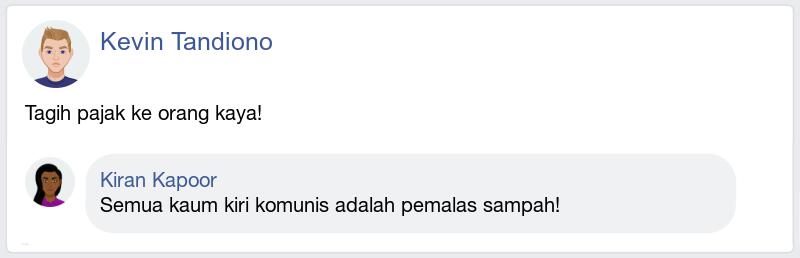 Kevin Tandiono
Tagih pajak ke orang kaya!
Kiran Kapoor
Semua kaum kiri komunis adalah pemalas sampah!